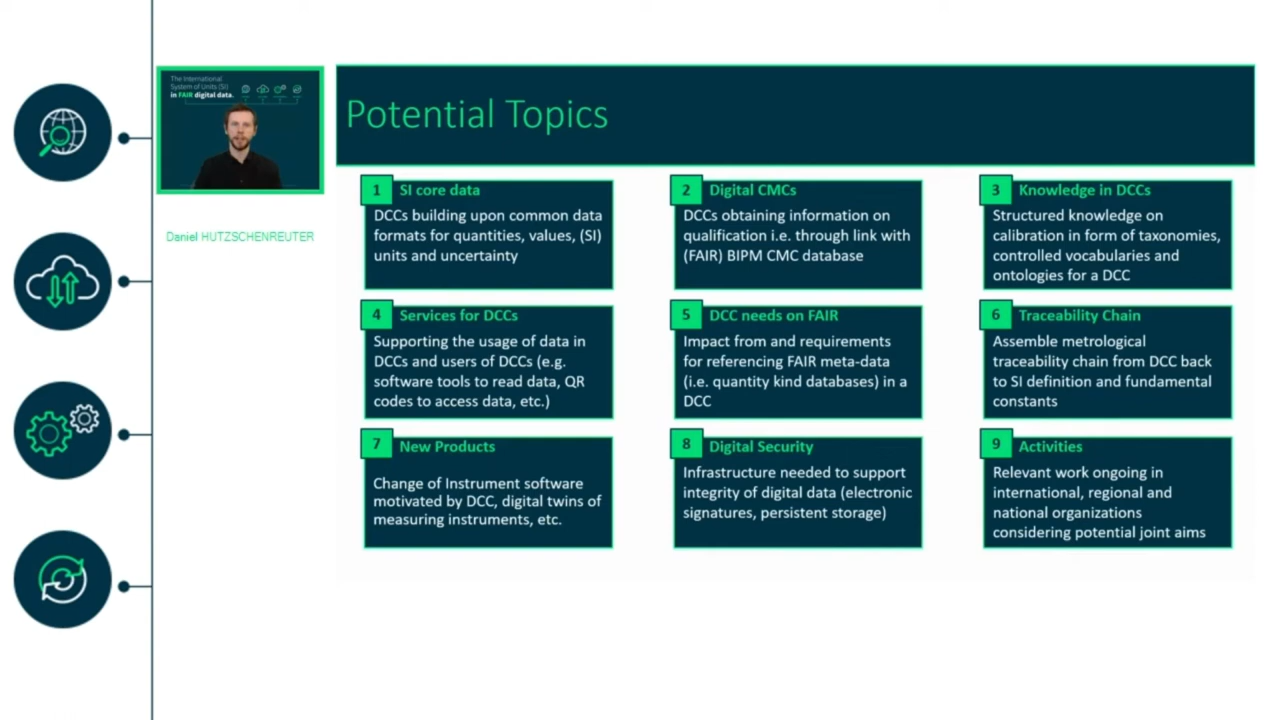 The International
System of Units (SI)
in FAIR digital data.
Daniel HUTZSCHENREUTER
Potential Topics
1 SI core data
DCCs building upon common data
formats for quantities, values, (SI)
units and uncertainty
2 Digital CMCs
DCCs obtaining information on
qualification i.e. through link with
(FAIR) BIPM CMC database
3 Knowledge in DCCs
Structured knowledge on
calibration in form of taxonomies,
controlled vocabularies and
ontologies for a DCC
4 Services for DCCs
Supporting the usage of data in
DCCs and users of DCCs (e.g.
software tools to read data, QR
codes to access data, etc.)
5 DCC needs on FAIR
Impact from and requirements
for referencing FAIR meta-data
(i.e. quantity kind databases) in a
DCC
6 Traceability Chain
Assemble metrological
traceability chain from DCC back
to SI definition and fundamental
constants
7 New Products
Change of Instrument software
motivated by DCC, digital twins of
measuring instruments, etc.
8 Digital Security
Infrastructure needed to support
integrity of digital data (electronic
signatures, persistent storage)
9 Activities
Relevant work ongoing in
international, regional and
national organizations
considering potential joint aims